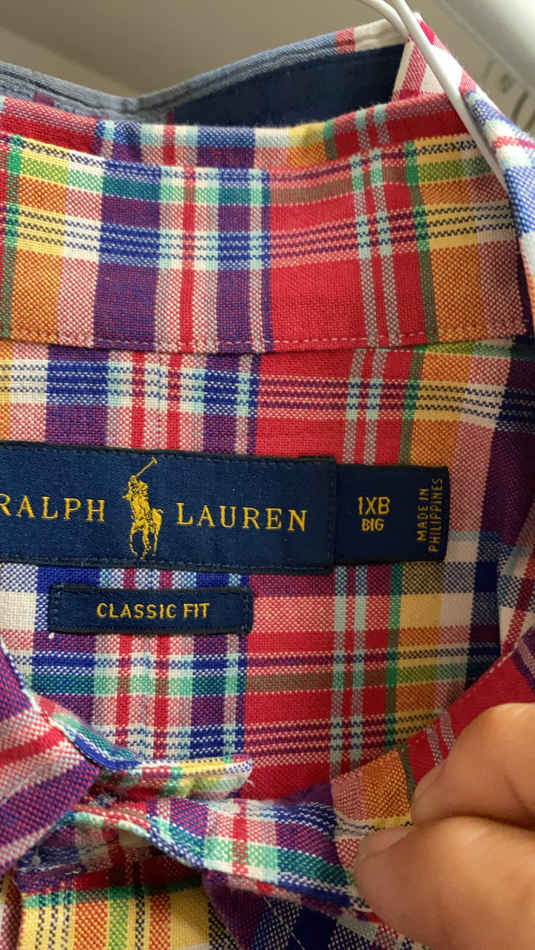 RALPH LAUREN
1XB
BIG
MADE IN
PHILIPPINES
CLASSIC FIT